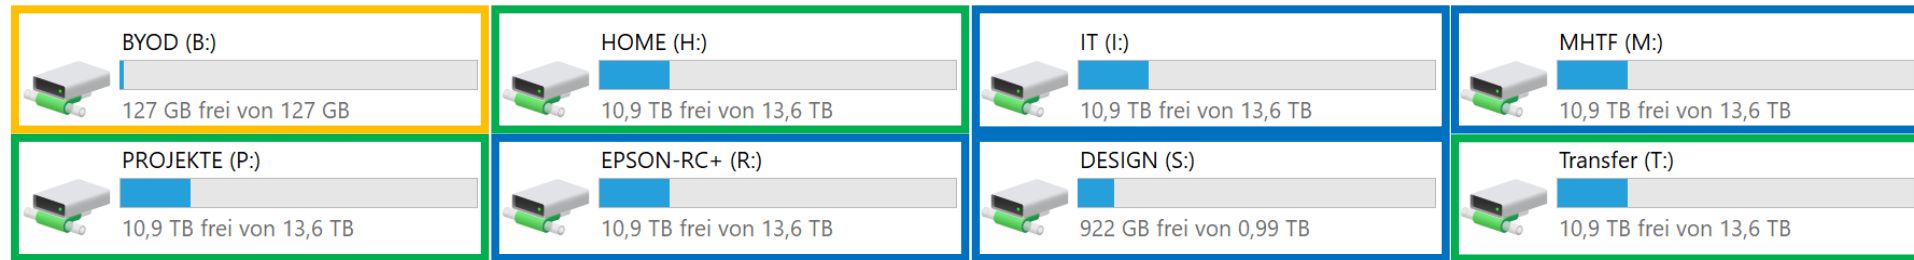 BYOD (B:)
127 GB frei von 127 GB
HOME (H:)
10,9 TB frei von 13,6 TB
IT (I:)
10,9 TB frei von 13,6 TB
MHTF (M:)
10,9 TB frei von 13,6 TB
PROJEKTE (P:)
10,9 TB frei von 13,6 TB
EPSON-RC+ (R:)
10,9 TB frei von 13,6 TB
DESIGN (S:)
922 GB frei von 0,99 TB
Transfer (T:)
10,9 TB frei von 13,6 TB